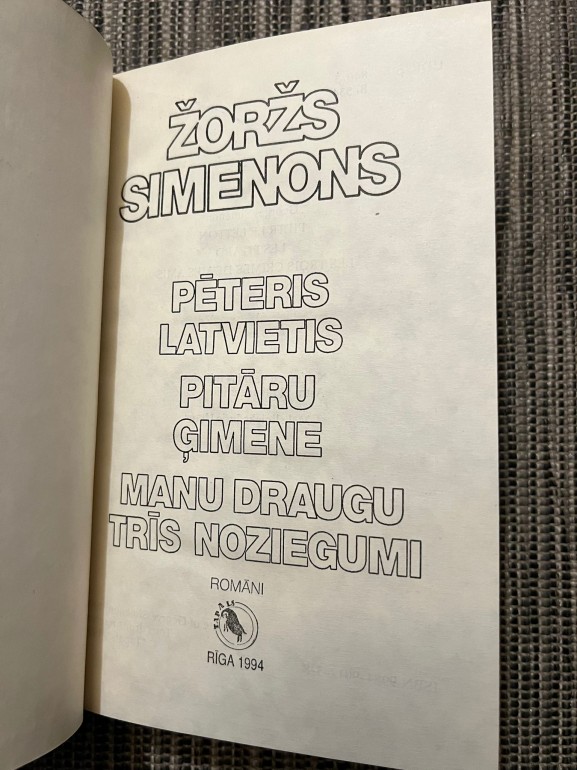 ŽORŽS
SIMENONS
PĒTERIS
LATVIETIS
PITĀRU
ĢIMENE
MANU DRAUGU
TRĪS NOZIEGUMI
ROMĀNI
RĪGA 1994